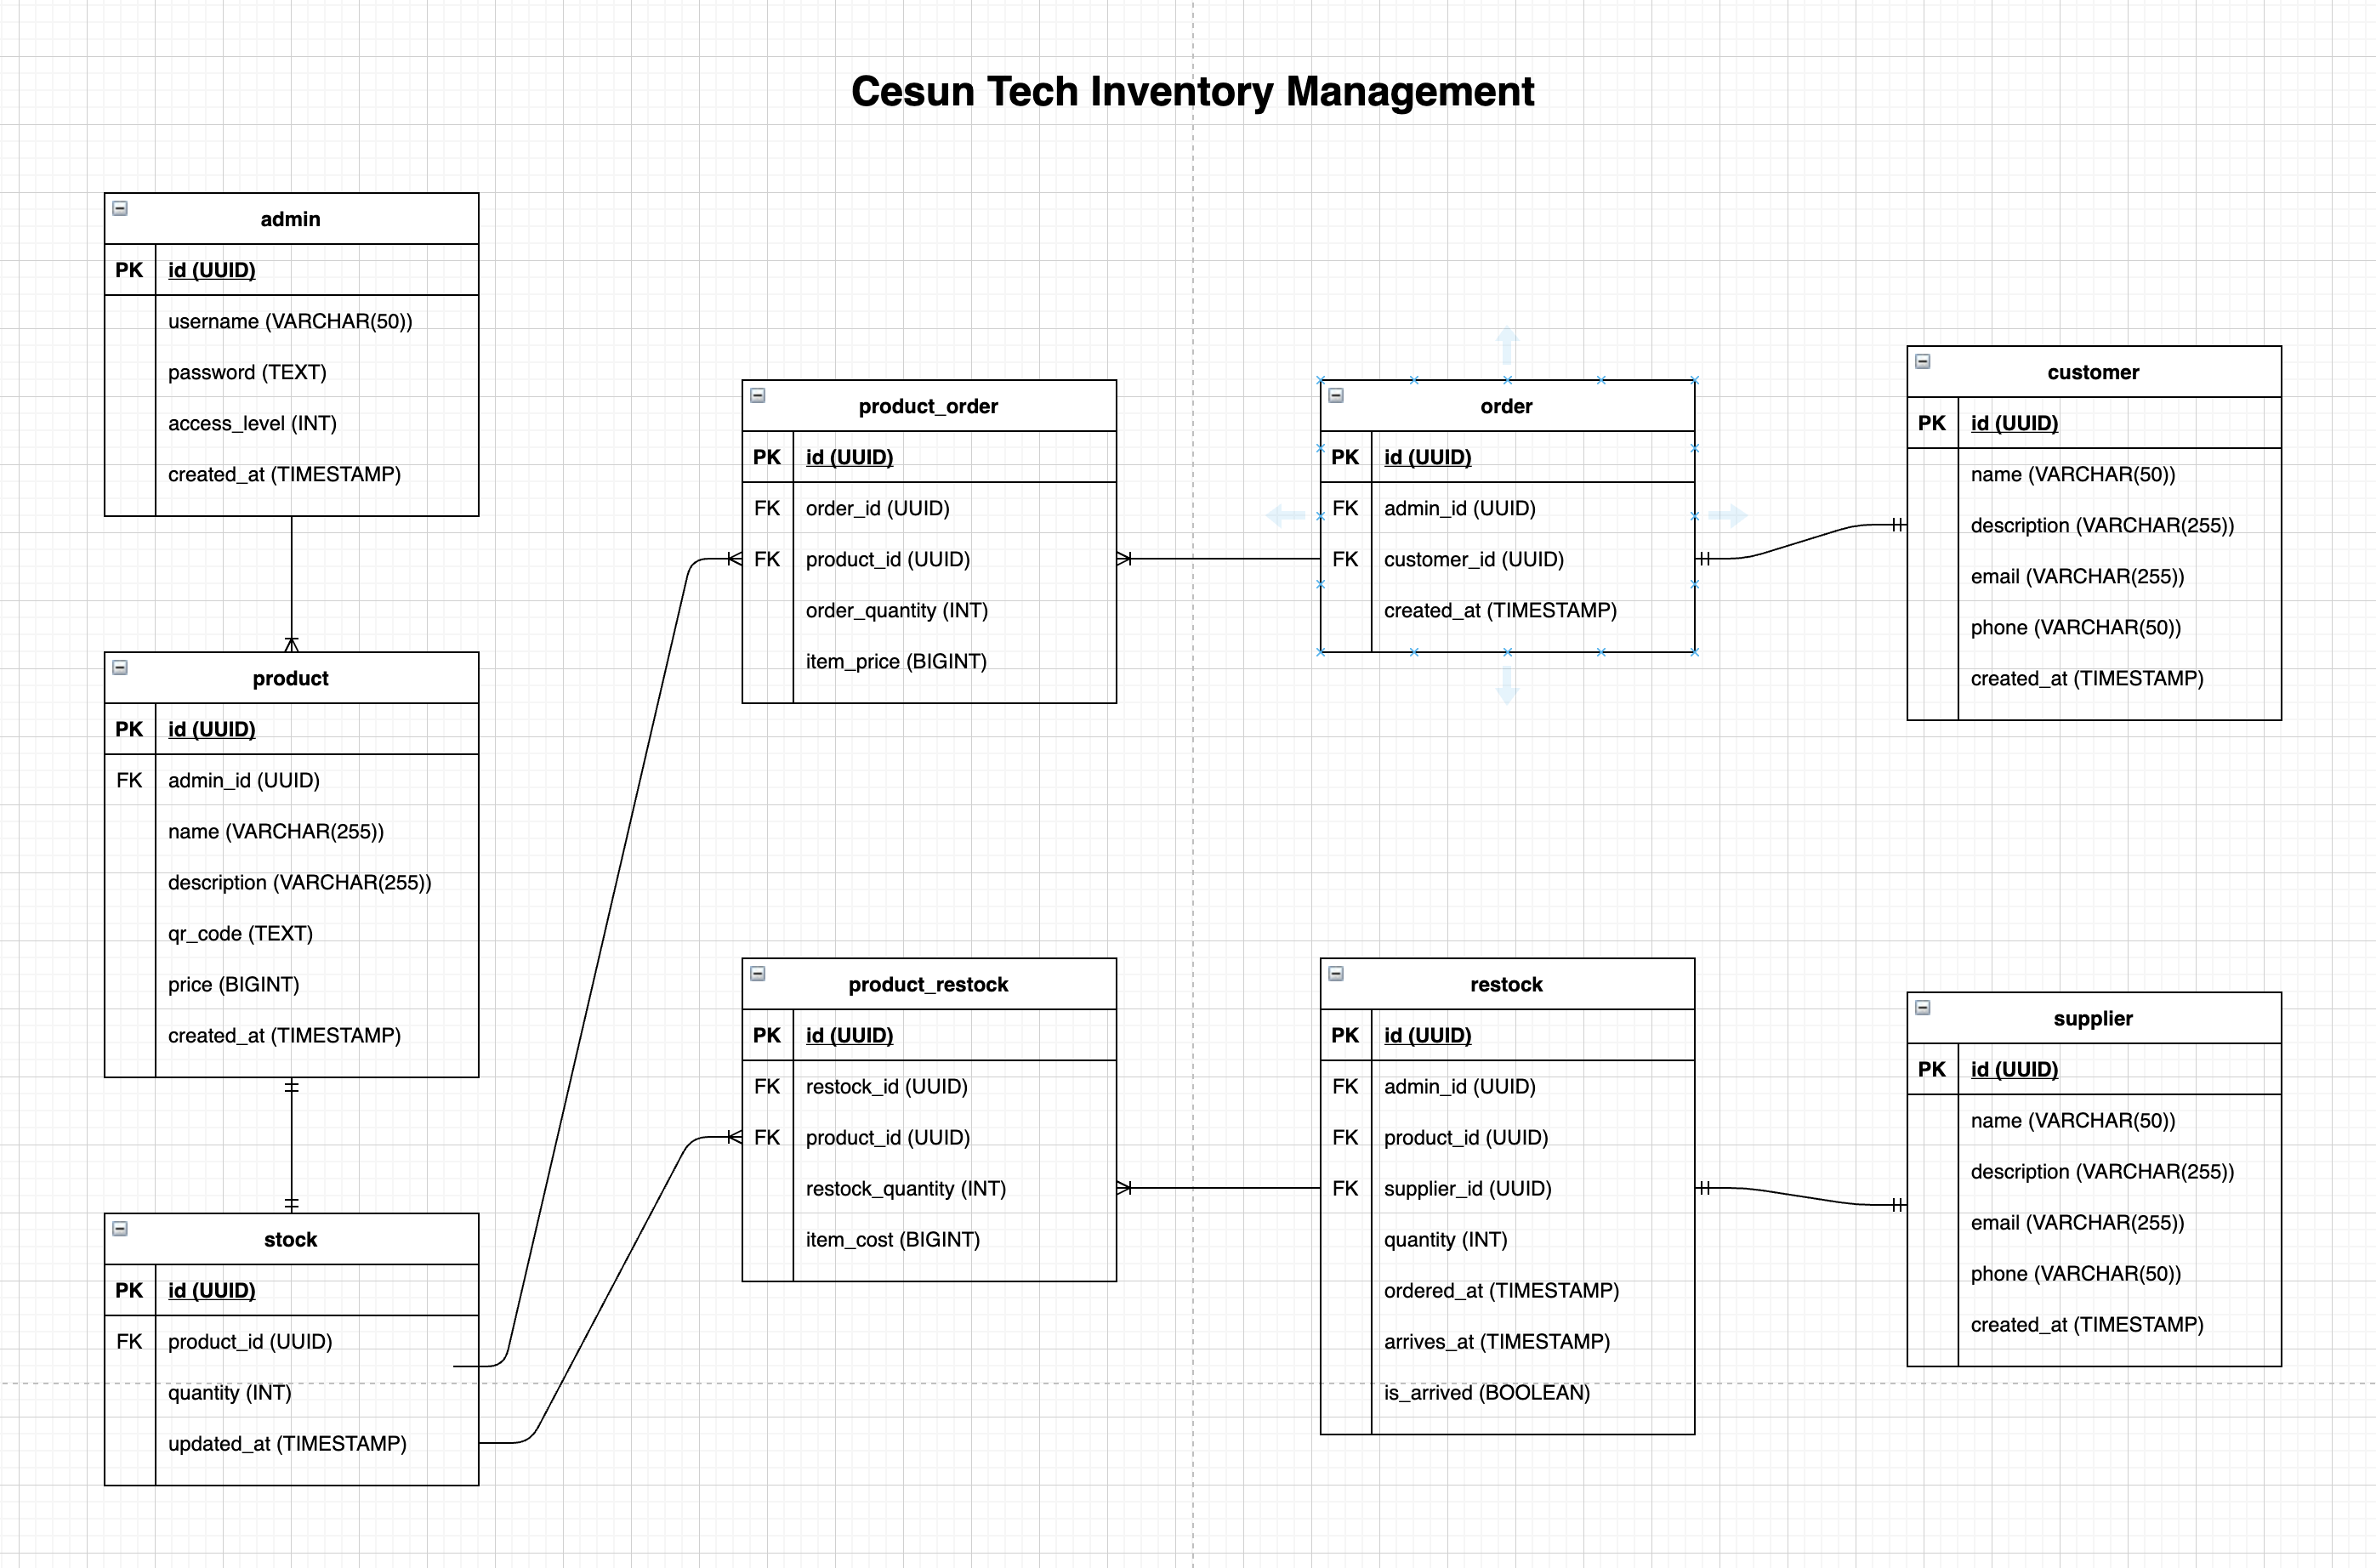 Cesun Tech Inventory Management
admin
PK id (UUID)
username (VARCHAR(50))
password (TEXT)
access_level (INT)
created_at (TIMESTAMP)
product
PK id (UUID)
FK admin_id (UUID)
name (VARCHAR(255))
description (VARCHAR(255))
qr_code (TEXT)
price (BIGINT)
created_at (TIMESTAMP)
stock
PK id (UUID)
FK product_id (UUID)
quantity (INT)
updated_at (TIMESTAMP)
product_order
PK id (UUID)
FK order_id (UUID)
FK product_id (UUID)
order_quantity (INT)
item_price (BIGINT)
product_restock
PK id (UUID)
FK restock_id (UUID)
FK product_id (UUID)
restock_quantity (INT)
item_cost (BIGINT)
order
PK id (UUID)
FK admin_id (UUID)
FK customer_id (UUID)
created_at (TIMESTAMP)
restock
PK id (UUID)
FK admin_id (UUID)
FK product_id (UUID)
FK supplier_id (UUID)
quantity (INT)
ordered_at (TIMESTAMP)
arrives_at (TIMESTAMP)
is_arrived (BOOLEAN)
customer
PK id (UUID)
name (VARCHAR(50))
description (VARCHAR(255))
email (VARCHAR(255))
phone (VARCHAR(50))
created_at (TIMESTAMP)
supplier
PK id (UUID)
name (VARCHAR(50))
description (VARCHAR(255))
email (VARCHAR(255))
phone (VARCHAR(50))
created_at (TIMESTAMP)